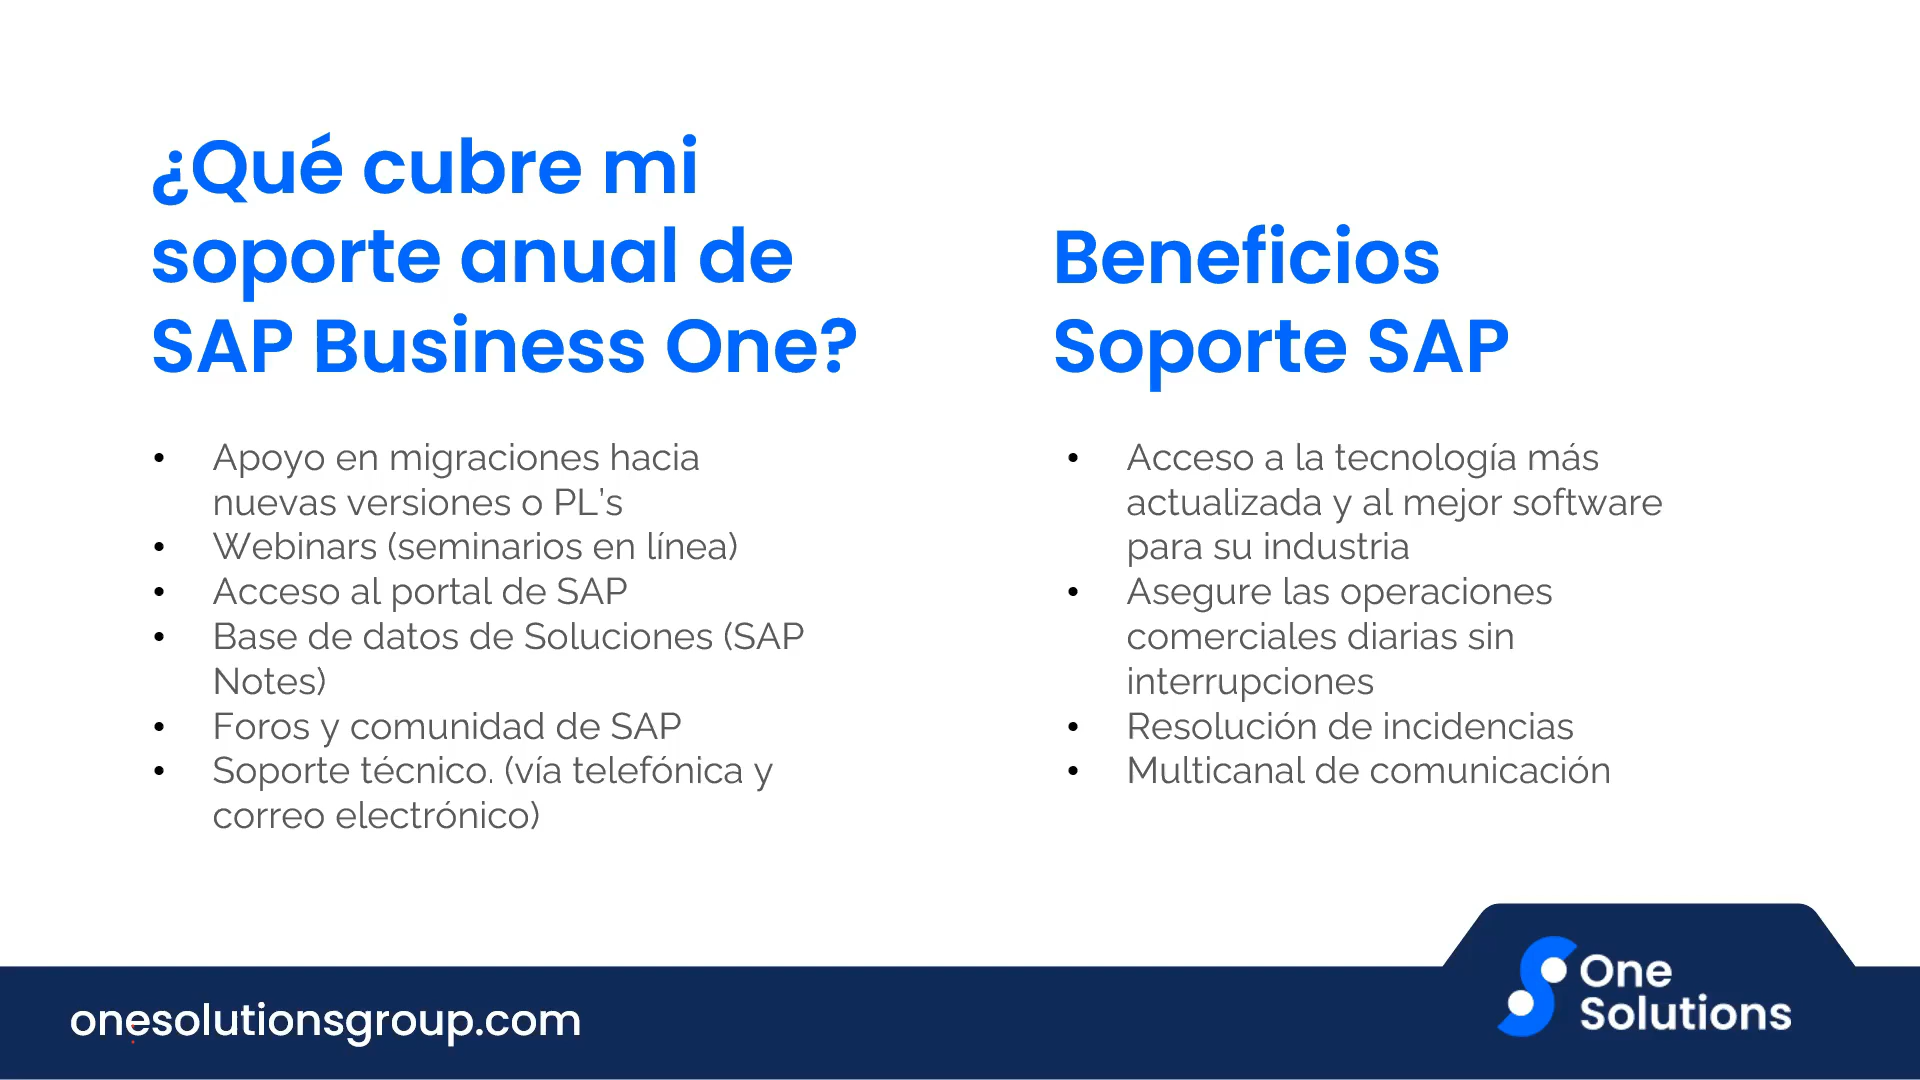 ¿Qué cubre mi
soporte anual de
SAP Business One?
• Apoyo en migraciones hacia
nuevas versiones o PL's
• Webinars (seminarios en línea)
• Acceso al portal de SAP
• Base de datos de Soluciones (SAP
Notes)
• Foros y comunidad de SAP
• Soporte técnico. (vía telefónica y
correo electrónico)
Beneficios
Soporte SAP
• Acceso a la tecnología más
actualizada y al mejor software
para su industria
• Asegure las operaciones
comerciales diarias sin
interrupciones
• Resolución de incidencias
• Multicanal de comunicación
onesolutionsgroup.com
One
Solutions